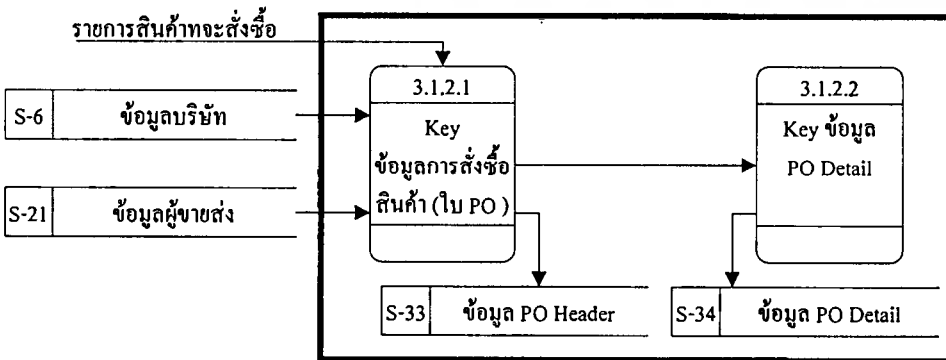 รายการสินค้าทจะสั่งซื้อ
3.1.2.1
Key
ข้อมูลการสั่งซื้อ
สินค้า (ใบ PO )
3.1.2.2
Key ข้อมูล
PO Detail
S-6 ข้อมูลบริษัท
S-21 ข้อมูลผู้ขายส่ง
S-33 ข้อมูล PO Header
S-34 ข้อมูล PO Detail